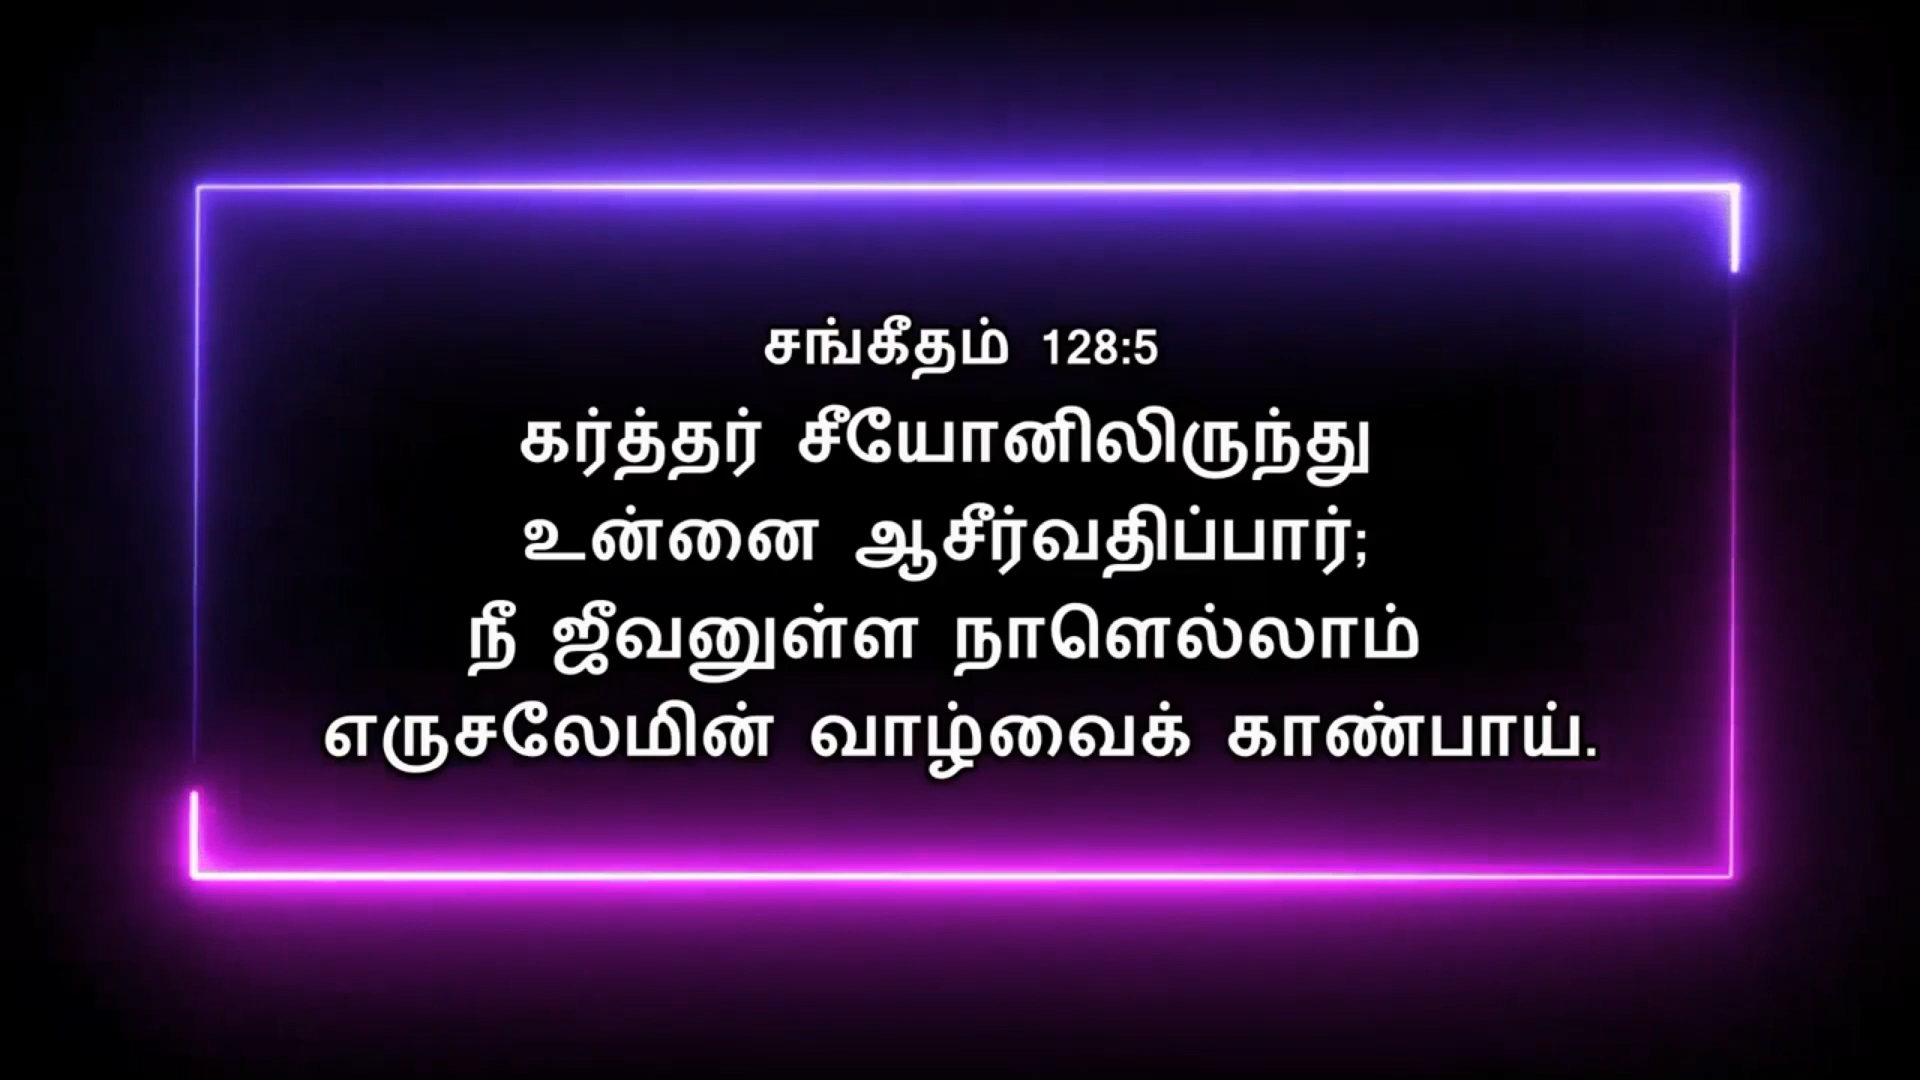 சங்கீதம் 128:5
கர்த்தர் சீயோனிலிருந்து
உன்னை ஆசீர்வதிப்பார்;
நீ ஜீவனுள்ள நாளெல்லாம்
எருசலேமின் வாழ்வைக் காண்பாய்.